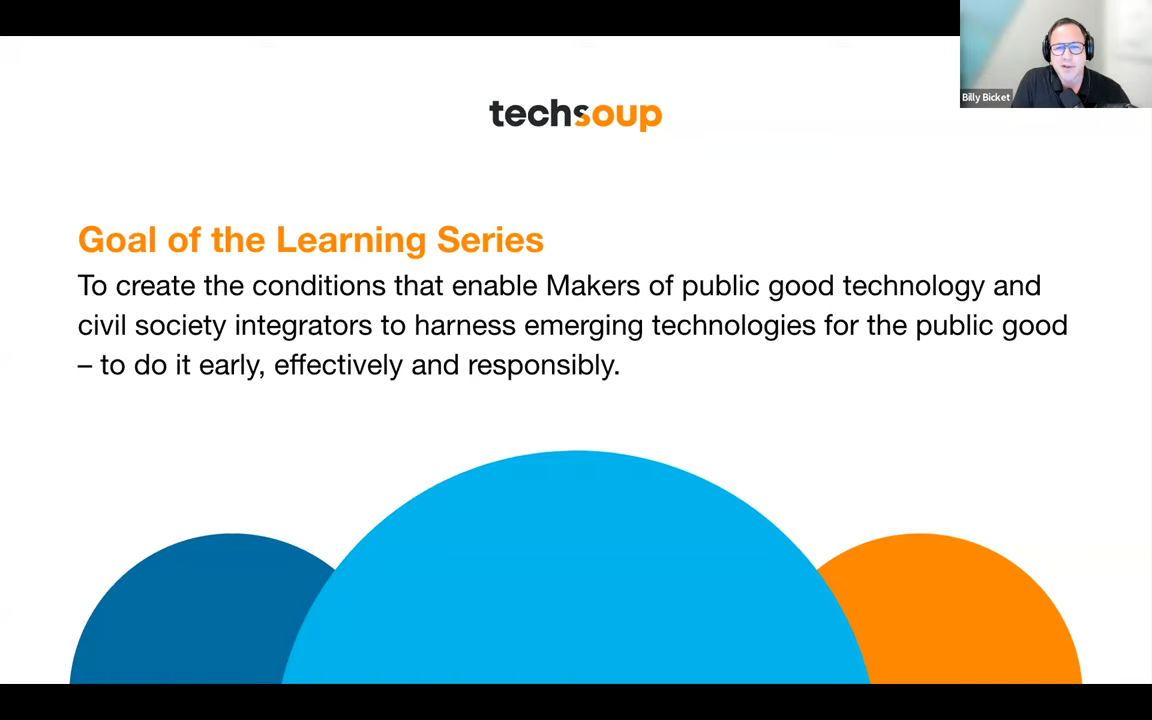 Billy Bicket
techsoup
Goal of the Learning Series
To create the conditions that enable Makers of public good technology and
civil society integrators to harness emerging technologies for the public good
– to do it early, effectively and responsibly.